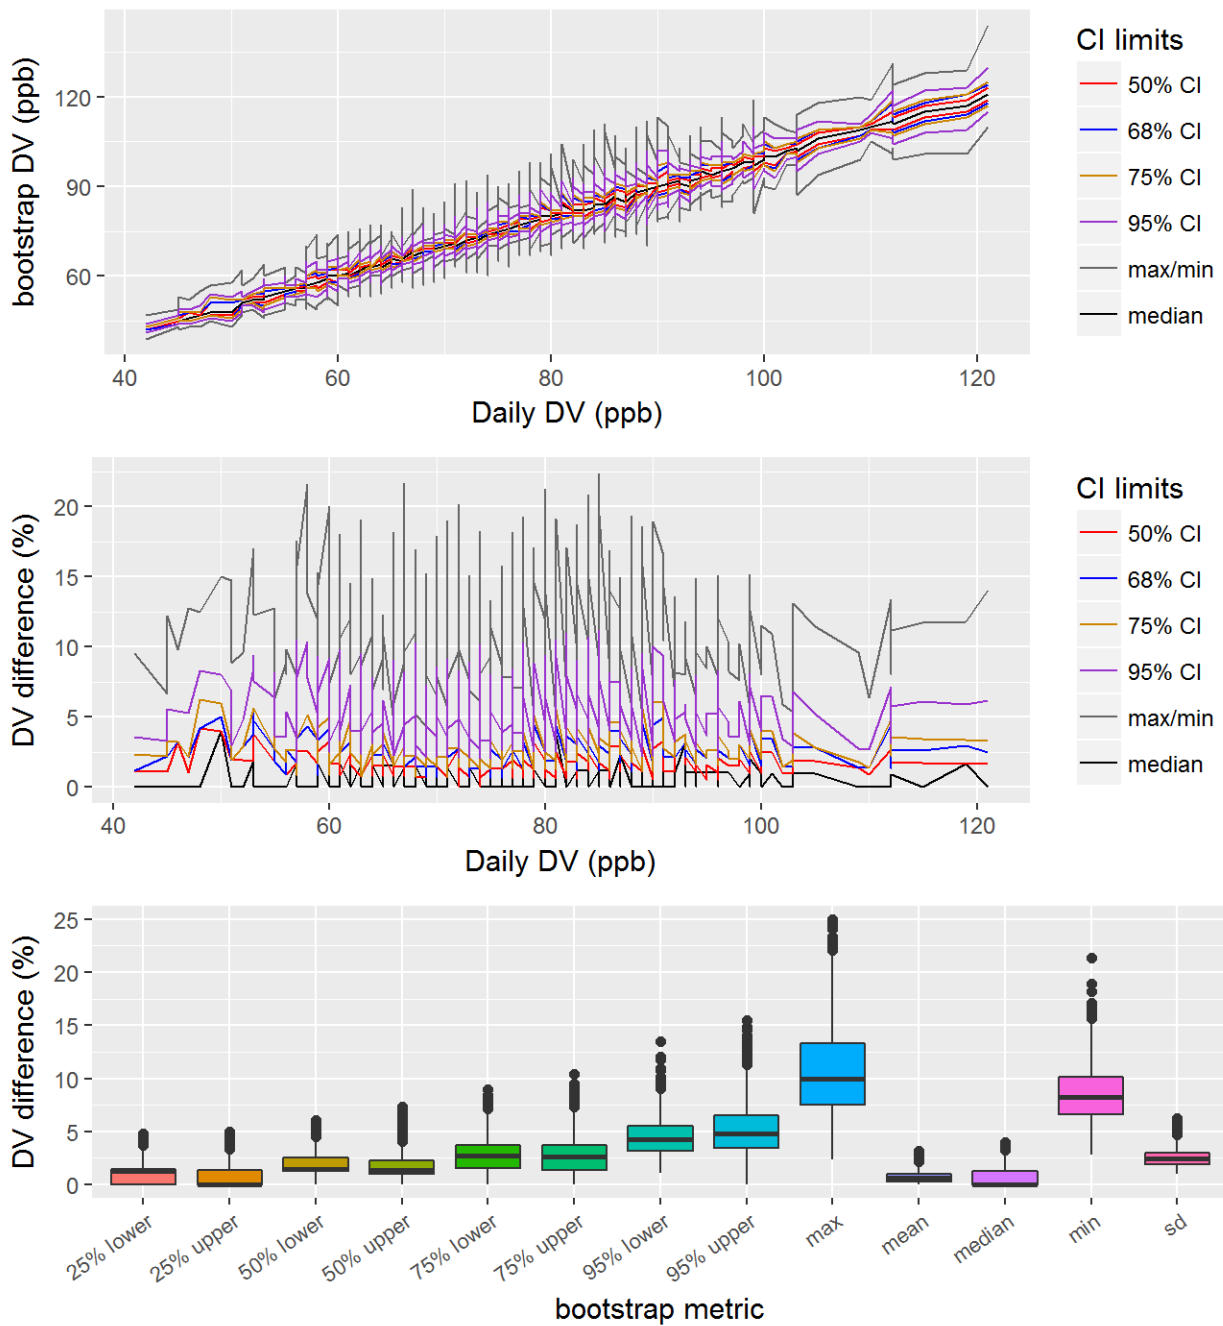 bootstrap DV (ppb)
120
90
60
40
60
80
100
120
Daily DV (ppb)
CI limits
50% CI
68% CI
75% CI
95% CI
max/min
median
DV difference (%)
20
15
10
5
0
40
60
80
100
120
Daily DV (ppb)
CI limits
50% CI
68% CI
75% CI
95% CI
max/min
median
DV difference (%)
25
20
15
10
5
0
25% lower
25% upper
50% lower
50% upper
75% lower
75% upper
95% lower
95% upper
max
mean
median
min
sd
bootstrap metric